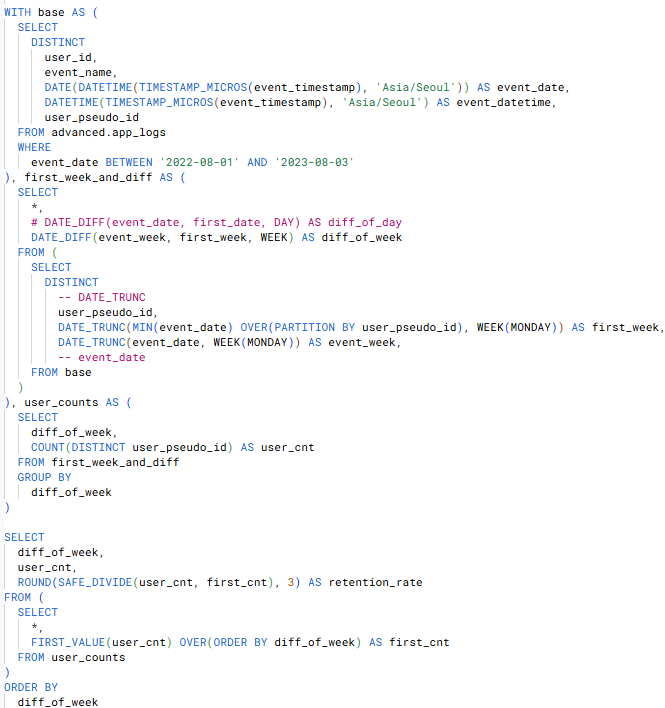 WITH base AS (
  SELECT
    DISTINCT
      user_id,
      event_name,
      DATE(DATETIME(TIMESTAMP_MICROS(event_timestamp), 'Asia/Seoul')) AS event_date,
      DATETIME(TIMESTAMP_MICROS(event_timestamp), 'Asia/Seoul') AS event_datetime,
      user_pseudo_id
  FROM advanced.app_logs
  WHERE
    event_date BETWEEN '2022-08-01' AND '2023-08-03'
), first_week_and_diff AS (
  SELECT
    *,
    # DATE_DIFF(event_date, first_date, DAY) AS diff_of_day
    DATE_DIFF(event_week, first_week, WEEK) AS diff_of_week
  FROM (
    SELECT
      DISTINCT
        -- DATE_TRUNC
        user_pseudo_id,
        DATE_TRUNC(MIN(event_date) OVER(PARTITION BY user_pseudo_id), WEEK(MONDAY)) AS first_week,
        DATE_TRUNC(event_date, WEEK(MONDAY)) AS event_week,
        -- event_date
    FROM base
  )
), user_counts AS (
  SELECT
    diff_of_week,
    COUNT(DISTINCT user_pseudo_id) AS user_cnt
  FROM first_week_and_diff
  GROUP BY
    diff_of_week
)

SELECT
  diff_of_week,
  user_cnt,
  ROUND(SAFE_DIVIDE(user_cnt, first_cnt), 3) AS retention_rate
FROM (
  SELECT
    *,
    FIRST_VALUE(user_cnt) OVER(ORDER BY diff_of_week) AS first_cnt
  FROM user_counts
)
ORDER BY
  diff_of_week